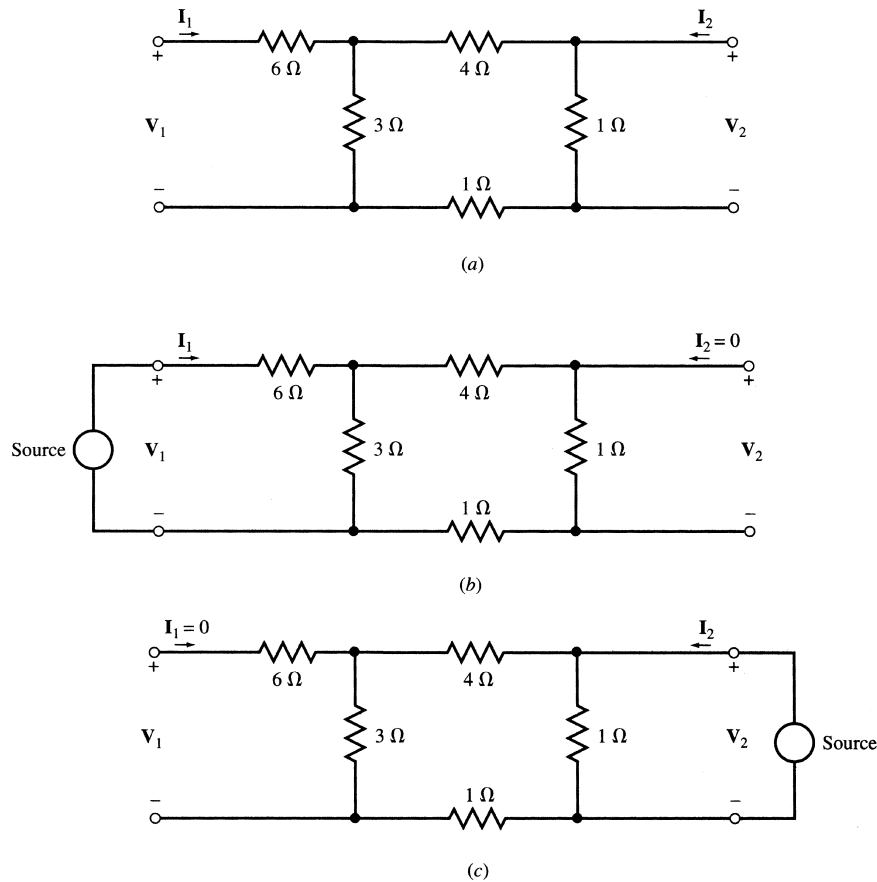 I₁ I₂
+ 6 Ω 4 Ω +
V₁ 3 Ω 1 Ω V₂
− 1 Ω −
(a)
I₁ I₂ = 0
+ 6 Ω 4 Ω +
Source V₁ 3 Ω 1 Ω V₂
− 1 Ω −
(b)
I₁ = 0 I₂
+ 6 Ω 4 Ω +
V₁ 3 Ω 1 Ω V₂ Source
− 1 Ω −
(c)